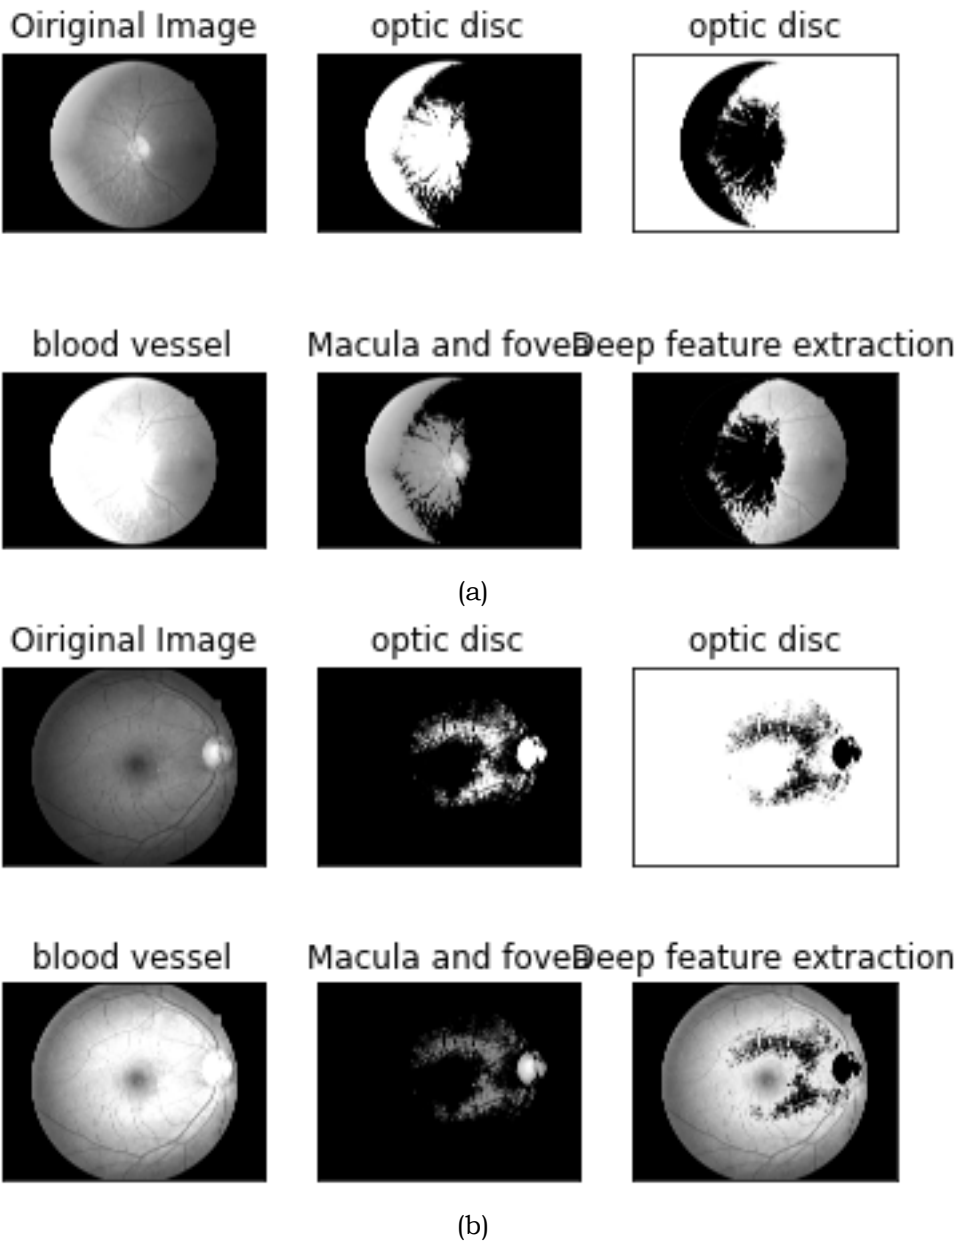 Oiriginal Image optic disc optic disc
blood vessel Macula and fovea Deep feature extraction
(a)
Oiriginal Image optic disc optic disc
blood vessel Macula and fovea Deep feature extraction
(b)